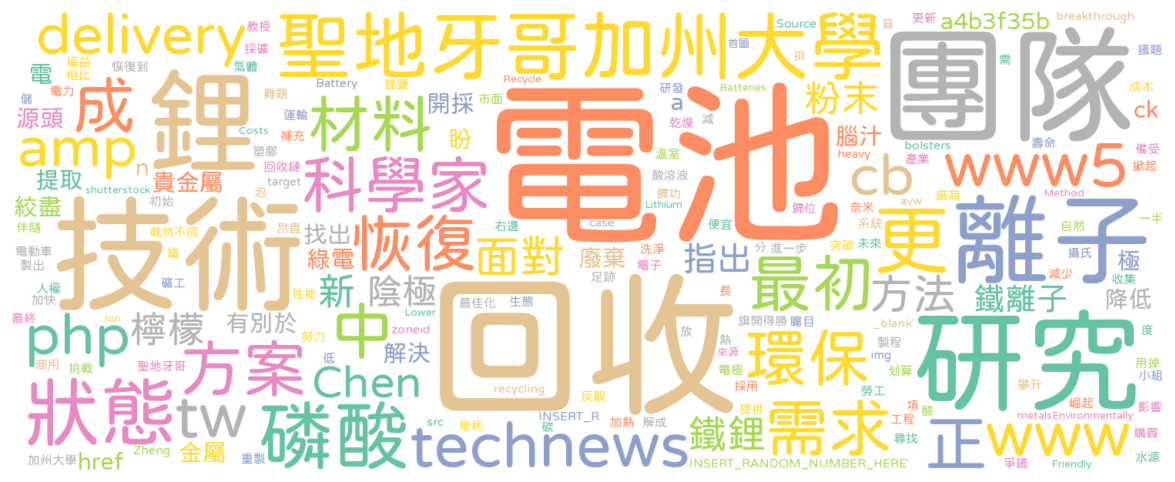 delivery
教授
採礦
氣體
權益
相比
恢復到
電
電力
聖地牙哥加州大學
Source
首圖
排
算
更新
a4b3f35b
breakthrough
議題
需
儲
源頭
成
鋰
難題
Battery
鋰鹽
運輸
Costs
補充
塑膠
材料
開採
市面
Recycle
研發
Batteries
a
乾燥
減
粉末
團隊
成本
ck
電池
腦汁
heavy
bolsters
壽命
備受
掀起
amp
n
提取
shutterstock
貴金屬
回收鏈
target
科學家
盼
溫室
酸溶液
歸功
Lithium
產業
www5
Method
絞盡
伴隨
初始
泡
截然不同
鐵
昂貴
技術
找出
綠電
恢復
面對
右邊
case
廢棄
足跡
洗淨
電子
指出
便宜
歸位
奈米
cb
廠商
avw
系統
更
離子
自然
一半
電動車
製出
人權
加快
礦工
性能
新
陰極
分
進一步
最初
突破
未來
方法
極
攝氏
鐵離子
減少
收集
度
降低
php
檸檬
有別於
中
最佳化
生態
回收
長
放
旗開得勝
矚目
_blank'
製程
環保
研究
最終
ion
努力
zoneid
Lower
解決
低
熱
來源
img
划算
小組
用掉
商用
挑戰
聖地牙哥
方案
Chen
recycling
反觀
電極
採用
勞工
攀升
影響
狀態
tw
磷酸
INSERT_R
src
碳
加熱
解成
提供
需求
酸
項
工程
崛起
metalsEnvironmentally
購買
加州大學
href
Zheng
金屬
重製
能耗
technews
鐵鋰
INSERT_RANDOM_NUMBER_HERE'
尋找
正
www
爭議
Friendly
水源